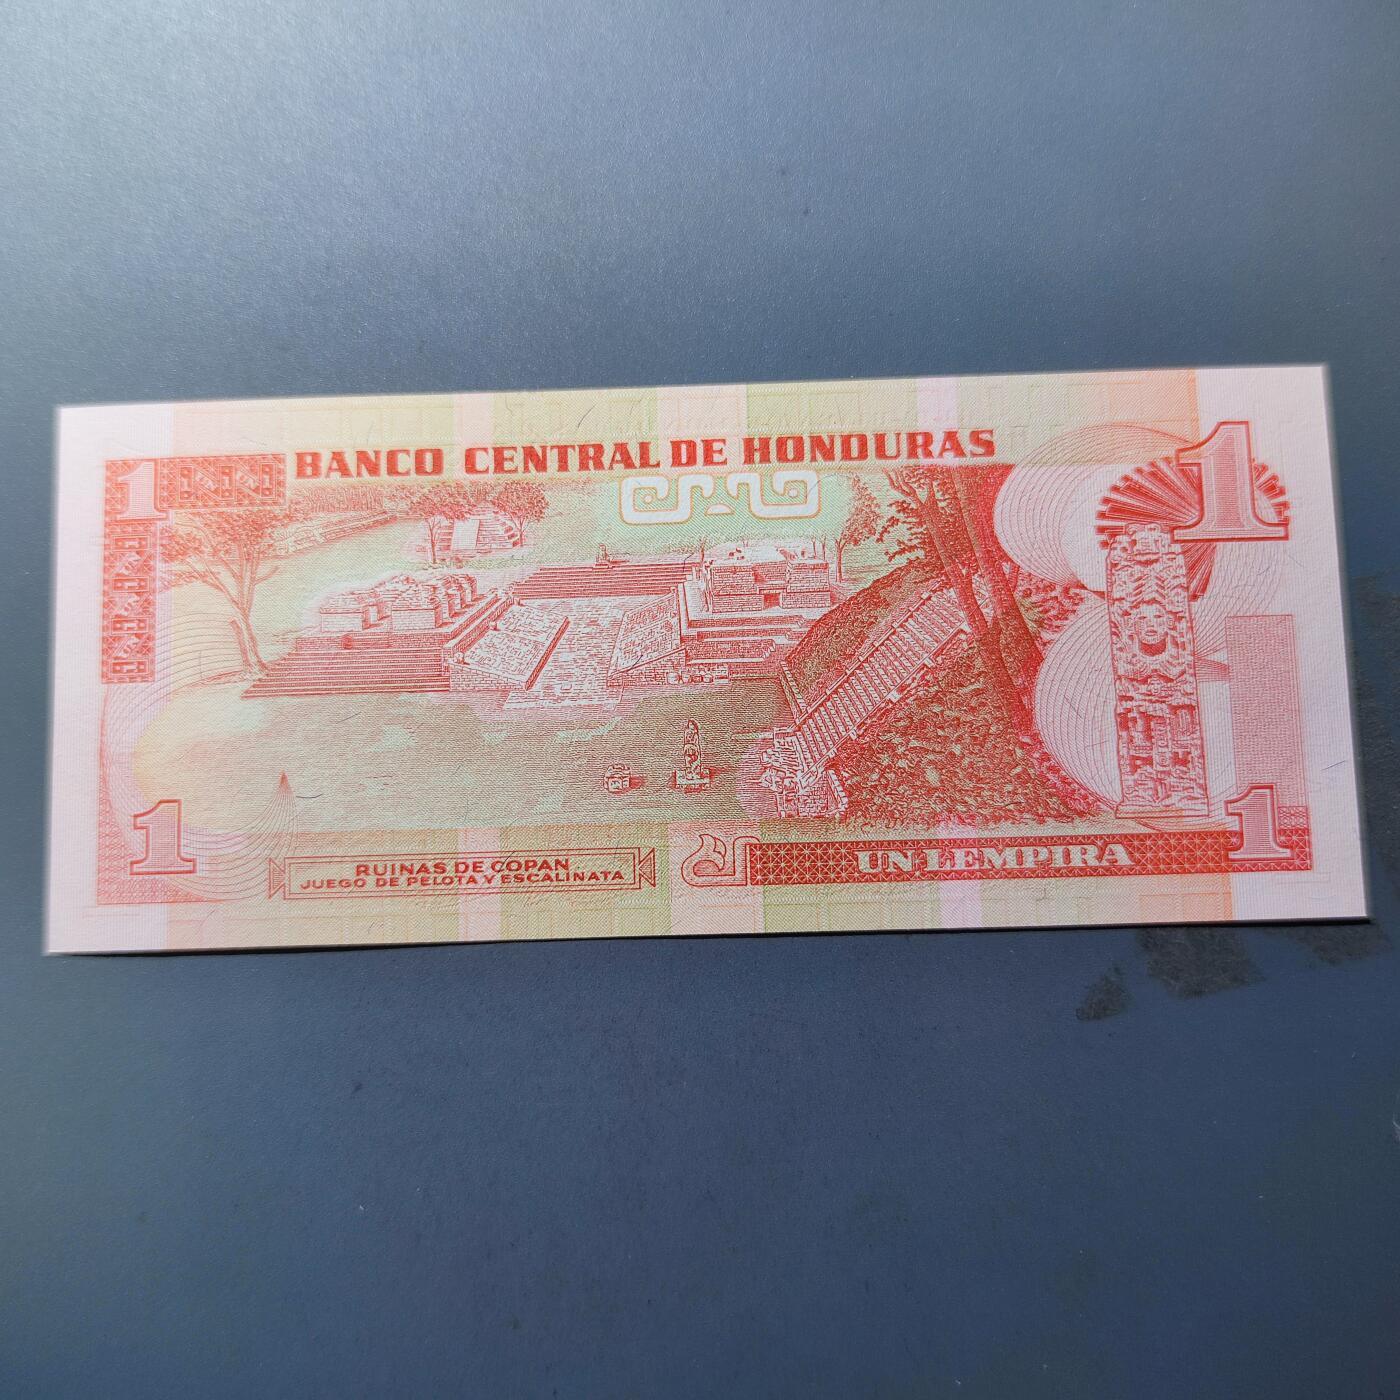 BANCO CENTRAL DE HONDURAS
1
1
1
RUINAS DE COPAN
JUEGO DE PELOTA Y ESCALINATA
UN LEMPIRA
1